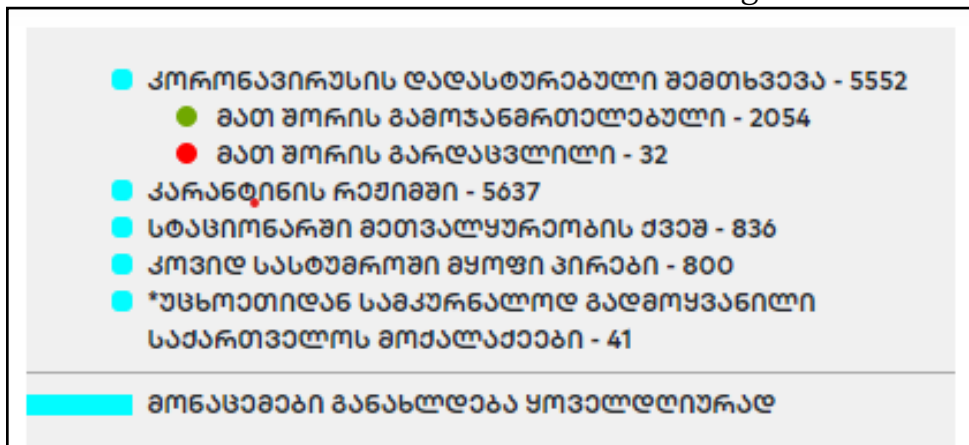 კორონავირუსის დადასტურებული შემთხვევა - 5552
მათ შორის გამოჯანმრთელებული - 2054
მათ შორის გარდაცვლილი - 32
კარანტინის რეჟიმში - 5637
სტაციონარში მეთვალყურეობის ქვეშ - 836
კოვიდ სასტუმროში მყოფი პირები - 800
*უცხოეთიდან სამკურნალოდ გადმოყვანილი
საქართველოს მოქალაქეები - 41
მონაცემები განახლდება ყოველდღიურად